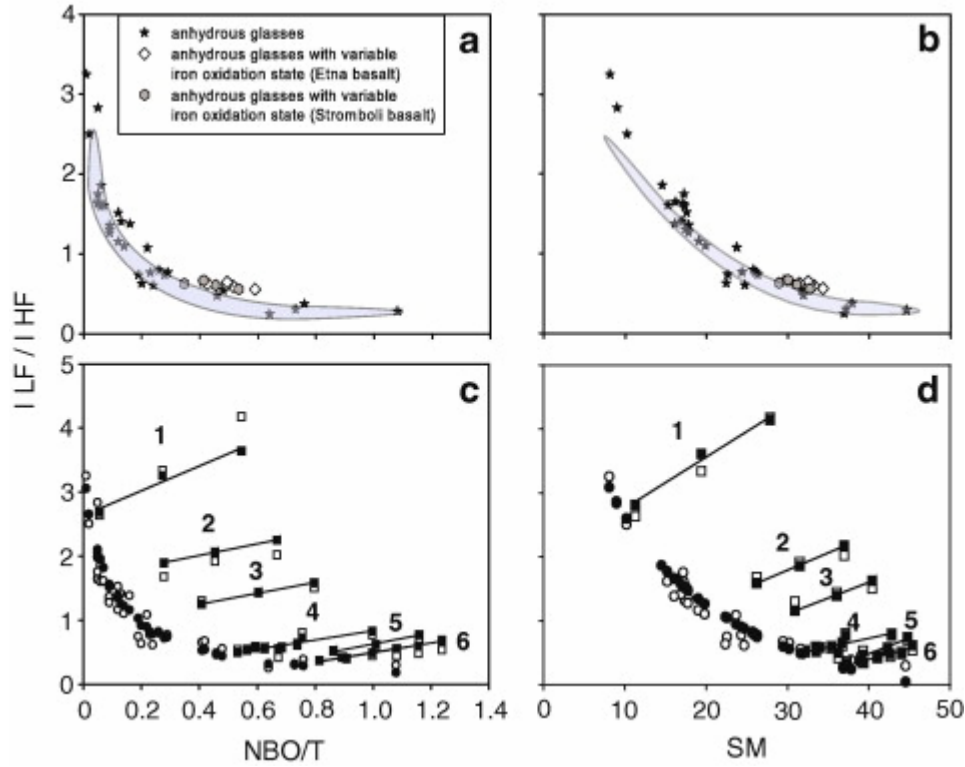 4
3
2
1
0
I LF / I HF
anhydrous glasses
anhydrous glasses with variable
iron oxidation state (Etna basalt)
anhydrous glasses with variable
iron oxidation state (Stromboli basalt)
a
b
5
4
3
2
1
0
c
1
2
3
4
5
6
d
1
2
3
4
5
6
0 0.2 0.4 0.6 0.8 1.0 1.2 1.4
0 10 20 30 40 50
NBO/T
SM